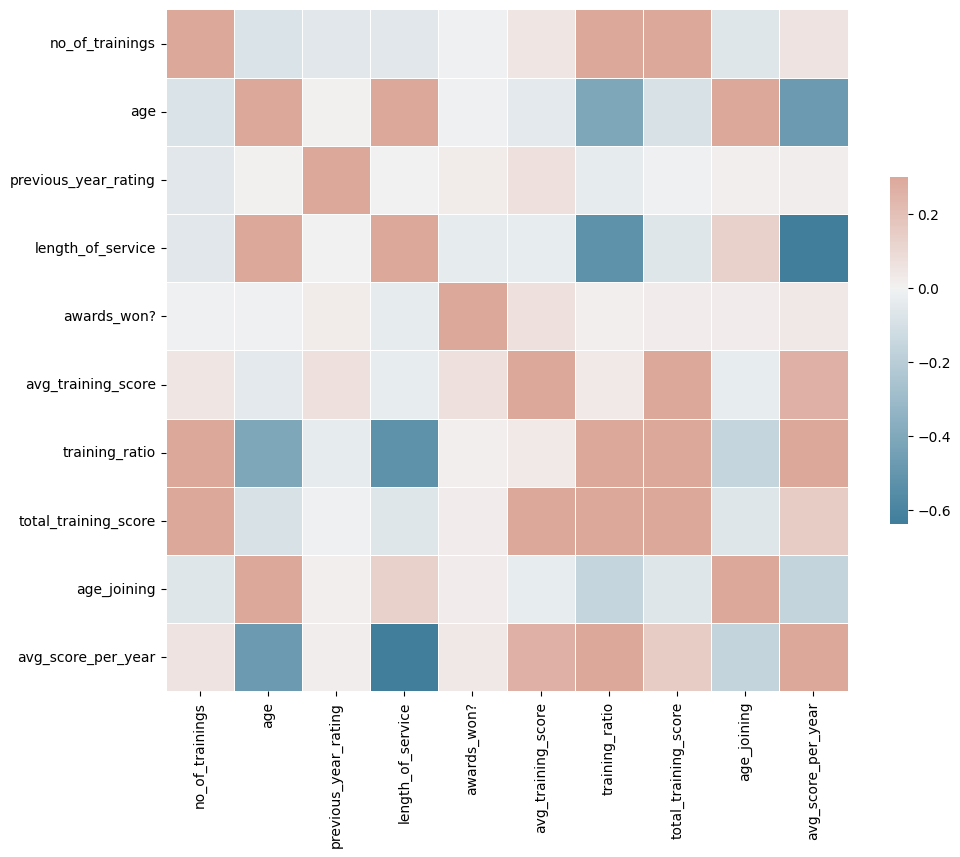 no_of_trainings
age
previous_year_rating
length_of_service
awards_won?
avg_training_score
training_ratio
total_training_score
age_joining
avg_score_per_year
no_of_trainings
age
previous_year_rating
length_of_service
awards_won?
avg_training_score
training_ratio
total_training_score
age_joining
avg_score_per_year
0.2
0.0
−0.2
−0.4
−0.6